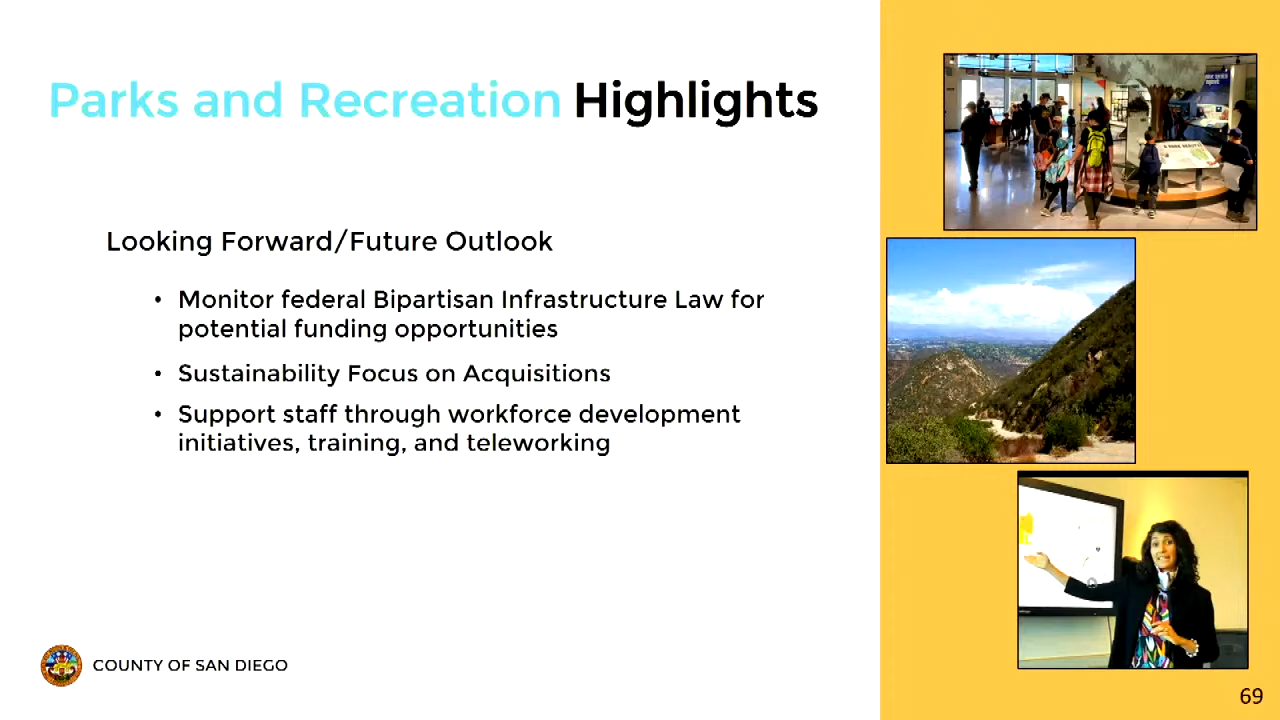 Parks and Recreation Highlights
Looking Forward/Future Outlook
• Monitor federal Bipartisan Infrastructure Law for
potential funding opportunities
• Sustainability Focus on Acquisitions
• Support staff through workforce development
initiatives, training, and teleworking
COUNTY OF SAN DIEGO
69